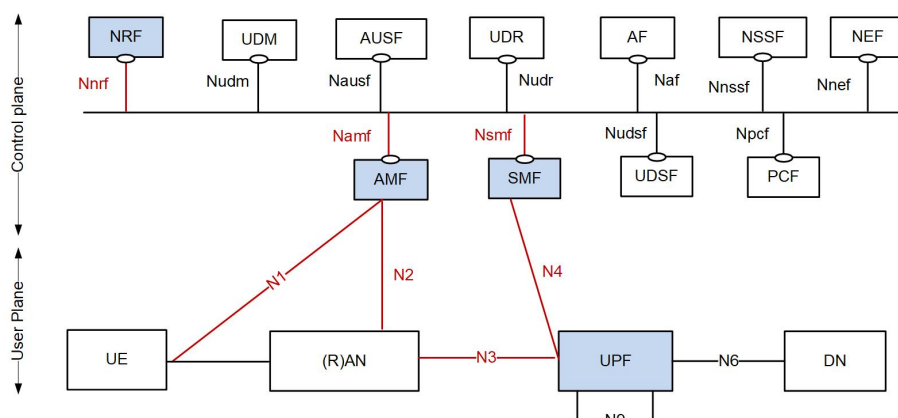 NRF
UDM
AUSF
UDR
AF
NSSF
NEF
Nnrf
Nudm
Nausf
Nudr
Naf
Nnssf
Nnef
Control plane
Namf
Nsmf
Nudsf
Npcf
AMF
SMF
UDSF
PCF
N1
N2
N4
User Plane
UE
(R)AN
N3
UPF
N6
DN
N9